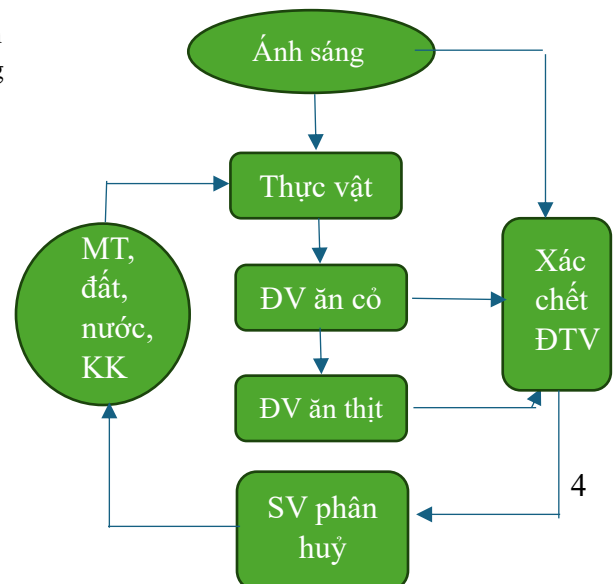 Ánh sáng
Thực vật
MT,
đất,
nước,
KK
ĐV ăn cỏ
Xác
chết
ĐTV
ĐV ăn thịt
4
SV phân
huỷ